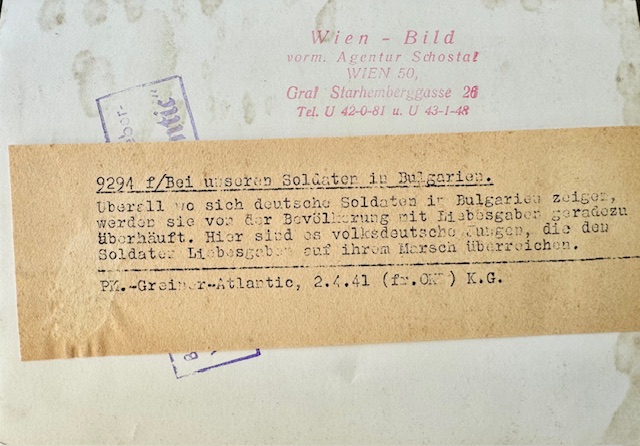 Wien - Bild
vorm. Agentur Schostal
WIEN 50,
Graf Starhemberggasse 26
Tel. U 42-0-81 u. U 43-1-48
9294 f/Bei unseren Soldaten in Bulgarien.
Überall wo sich deutsche Soldaten in Bulgarien zeigen,
werden sie von der Bevölkerung mit Liebesgaben geradezu
überhäuft. Hier sind es volksdeutsche Jungen, die den
Soldaten Liebesgaben auf ihrem Marsch überreichen.
PK.-Greiner-Atlantic, 2.4.41 (fr.OKW) K.G.